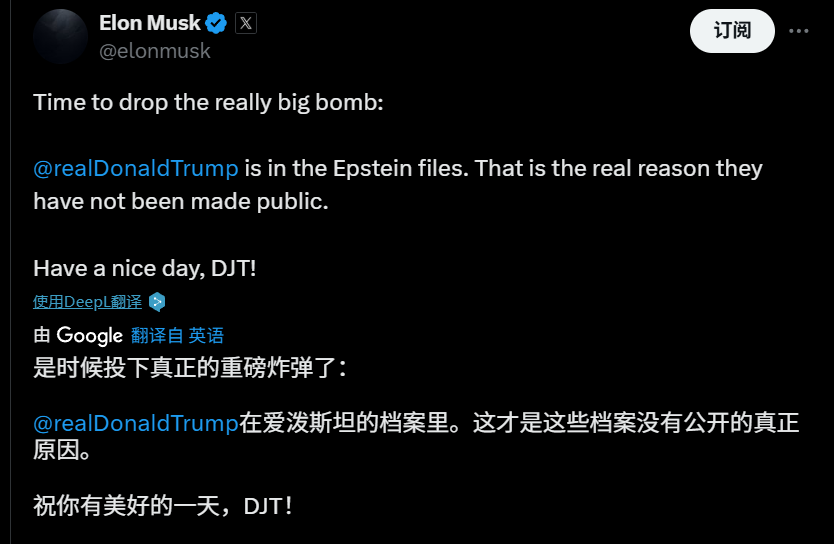 Elon Musk
@elonmusk
订阅
Time to drop the really big bomb:
@realDonaldTrump is in the Epstein files. That is the real reason they
have not been made public.
Have a nice day, DJT!
使用DeepL翻译
由 Google 翻译自 英语
是时候投下真正的重磅炸弹了：
@realDonaldTrump在爱泼斯坦的档案里。这才是这些档案没有公开的真正
原因。
祝你有美好的一天，DJT！